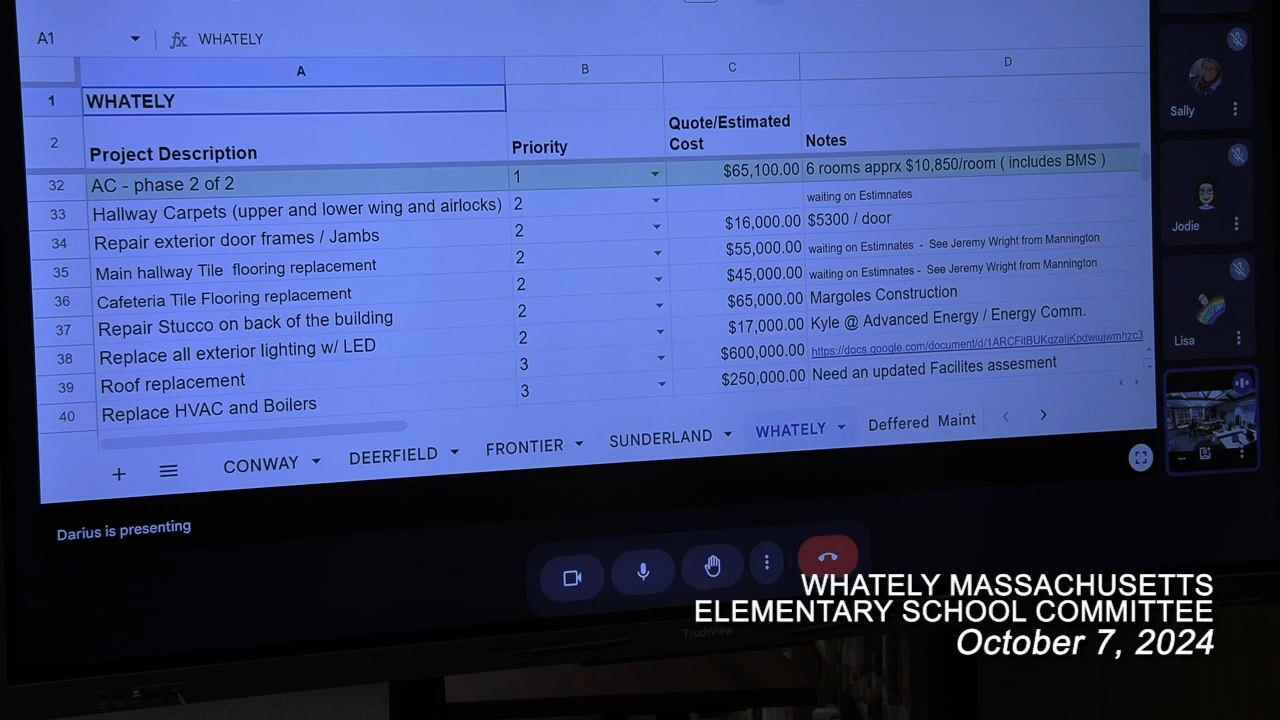 A1 fx WHATELY
A B C D
1 WHATELY
2 Project Description Priority Quote/Estimated Cost Notes
32 AC - phase 2 of 2 1 $65,100.00 6 rooms apprx $10,850/room ( includes BMS )
33 Hallway Carpets (upper and lower wing and airlocks) 2 waiting on Estimnates
34 Repair exterior door frames / Jambs 2 $16,000.00 $5300 / door
35 Main hallway Tile flooring replacement 2 $55,000.00 waiting on Estimnates - See Jeremy Wright from Mannington
36 Cafeteria Tile Flooring replacement 2 $45,000.00 waiting on Estimnates - See Jeremy Wright from Mannington
37 Repair Stucco on back of the building 2 $65,000.00 Margoles Construction
38 Replace all exterior lighting w/ LED 2 $17,000.00 Kyle @ Advanced Energy / Energy Comm.
39 Roof replacement 3 $600,000.00
40 Replace HVAC and Boilers 3 $250,000.00 Need an updated Facilites assesment
+ CONWAY DEERFIELD FRONTIER SUNDERLAND WHATELY Deffered Maint
Sally
Jodie
Lisa
Darius is presenting
TouchView
WHATELY MASSACHUSETTS
ELEMENTARY SCHOOL COMMITTEE
October 7, 2024